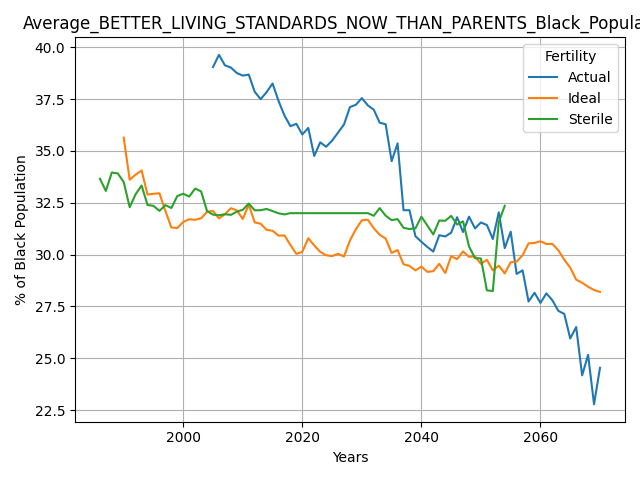 Average_BETTER_LIVING_STANDARDS_NOW_THAN_PARENTS_Black_Popula
40.0
37.5
35.0
32.5
30.0
27.5
25.0
22.5
% of Black Population
Fertility
Actual
Ideal
Sterile
2000
2020
2040
2060
Years